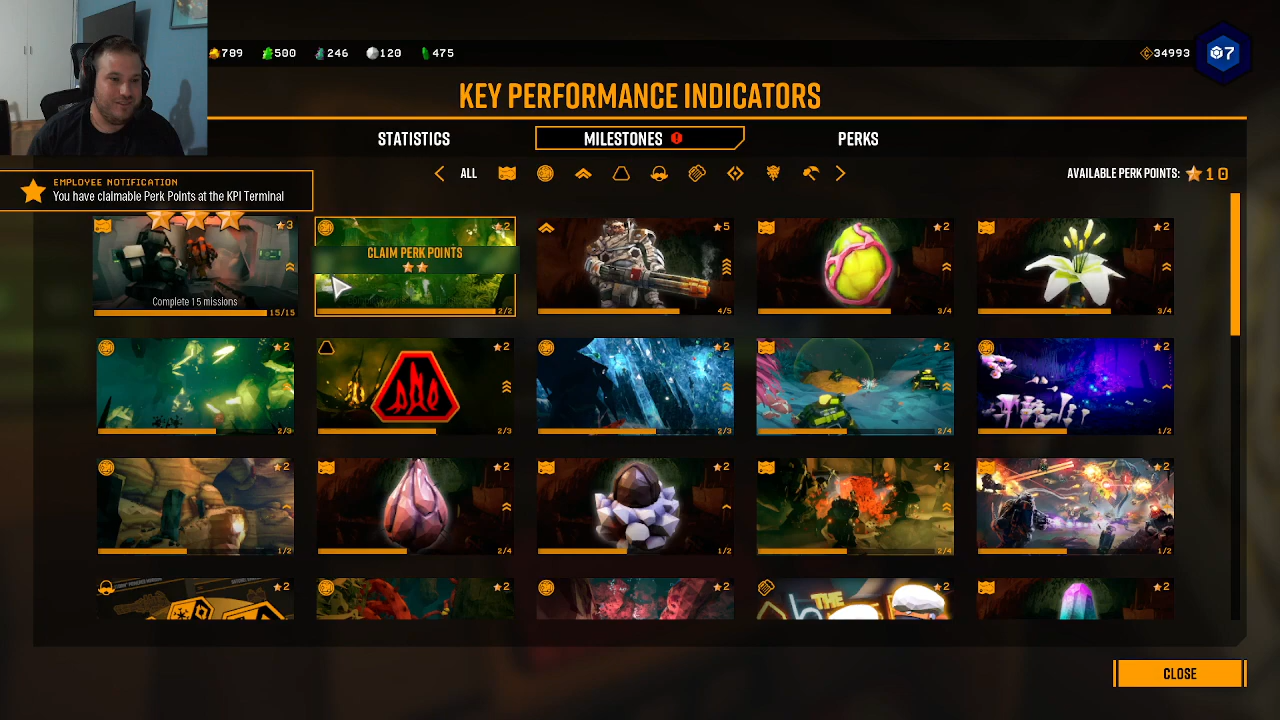 789 500 246 120 475 34993 7
KEY PERFORMANCE INDICATORS
STATISTICS MILESTONES PERKS
ALL AVAILABLE PERK POINTS: 10
EMPLOYEE NOTIFICATION
You have claimable Perk Points at the KPI Terminal
3 2 5 2 2
CLAIM PERK POINTS
Complete 15 missions
15/15 2/2 4/5 3/4 3/4
2 2 2 2 2
2/3 2/3 2/3 2/4 1/2
2 2 2 2 2
1/2 2/4 1/2 2/4 1/2
2 2 2 2 2
THE
CLOSE